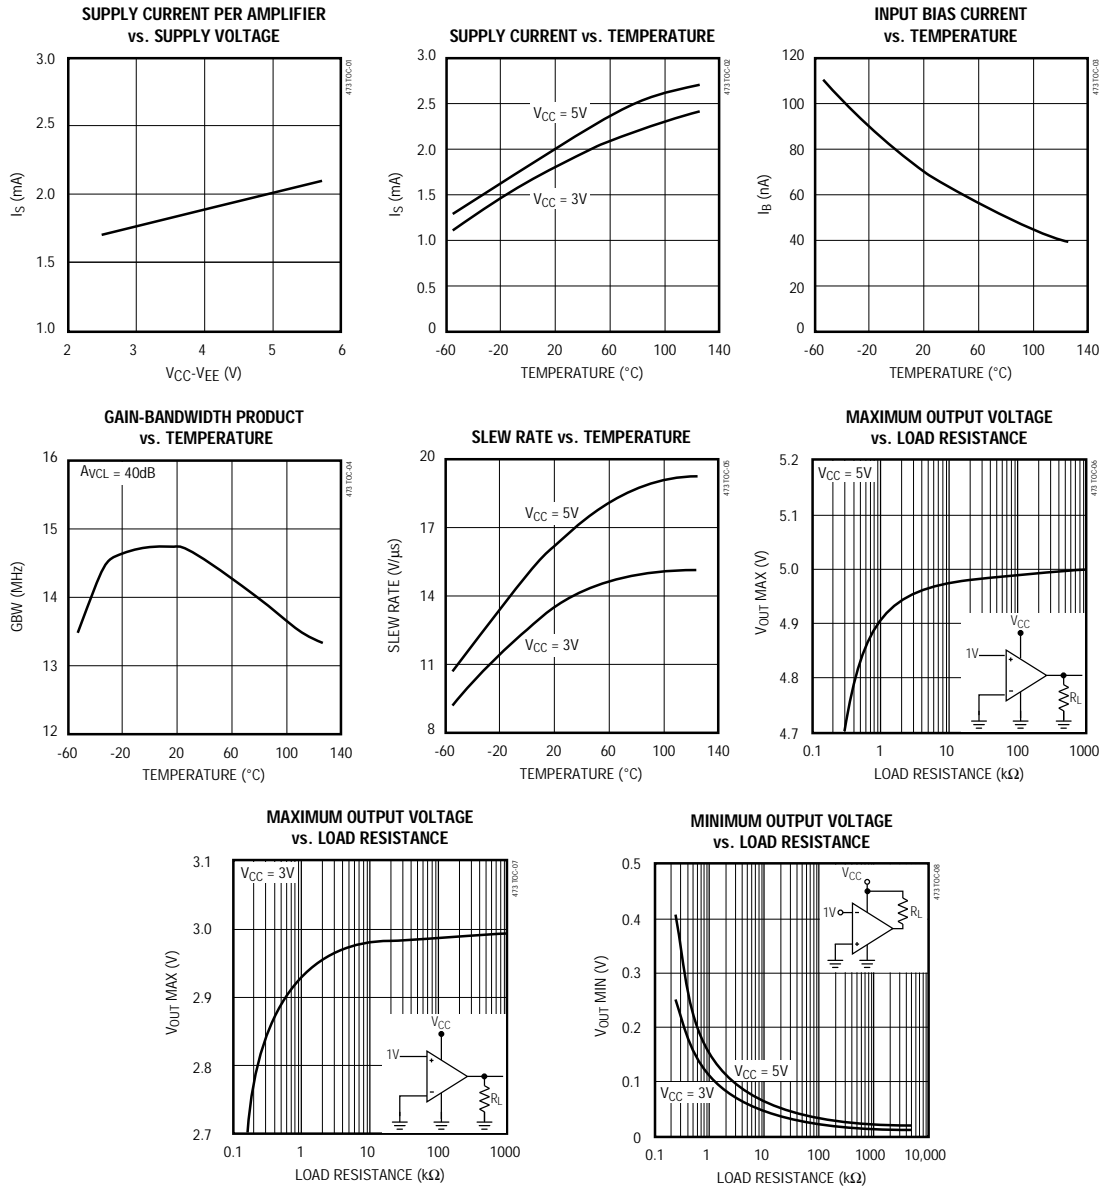 SUPPLY CURRENT PER AMPLIFIER
vs. SUPPLY VOLTAGE
3.0
2.5
2.0
1.5
1.0
IS (mA)
2 3 4 5 6
VCC-VEE (V)
473 TOC-01
SUPPLY CURRENT vs. TEMPERATURE
3.0
2.5
2.0
1.5
1.0
0.5
0
IS (mA)
VCC = 5V
VCC = 3V
-60 -20 20 60 100 140
TEMPERATURE (°C)
473 TOC-02
INPUT BIAS CURRENT
vs. TEMPERATURE
120
100
80
60
40
20
0
IB (nA)
-60 -20 20 60 100 140
TEMPERATURE (°C)
473 TOC-03
GAIN-BANDWIDTH PRODUCT
vs. TEMPERATURE
16
15
14
13
12
GBW (MHz)
AVCL = 40dB
-60 -20 20 60 100 140
TEMPERATURE (°C)
473 TOC-04
SLEW RATE vs. TEMPERATURE
20
17
14
11
8
SLEW RATE (V/µs)
VCC = 5V
VCC = 3V
-60 -20 20 60 100 140
TEMPERATURE (°C)
473 TOC-05
MAXIMUM OUTPUT VOLTAGE
vs. LOAD RESISTANCE
5.2
5.1
5.0
4.9
4.8
4.7
VOUT MAX (V)
VCC = 5V
VCC
1V
+
-
RL
0.1 1 10 100 1000
LOAD RESISTANCE (kΩ)
473 TOC-06
MAXIMUM OUTPUT VOLTAGE
vs. LOAD RESISTANCE
3.1
3.0
2.9
2.8
2.7
VOUT MAX (V)
VCC = 3V
VCC
1V
+
-
RL
0.1 1 10 100 1000
LOAD RESISTANCE (kΩ)
473 TOC-07
MINIMUM OUTPUT VOLTAGE
vs. LOAD RESISTANCE
0.5
0.4
0.3
0.2
0.1
0
VOUT MIN (V)
VCC
1V
-
+
RL
VCC = 5V
VCC = 3V
0.1 1 10 100 1000 10,000
LOAD RESISTANCE (kΩ)
473 TOC-08